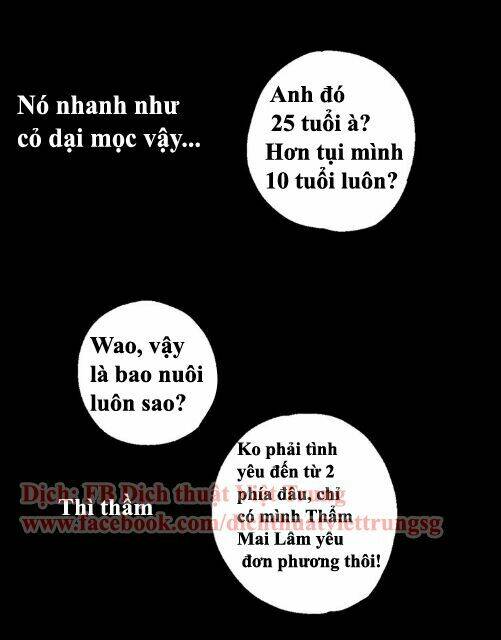 Nó nhanh như
cỏ dại mọc vậy...
Anh đó
25 tuổi à?
Hơn tụi mình
10 tuổi luôn?
Wao, vậy
là bao nuôi
luôn sao?
Ko phải tình
yêu đến từ 2
phía đâu, chỉ
có mình Thẩm
Mai Lâm yêu
đơn phương thôi!
Dịch: FB Dịch thuật Việt Trung
Thì thầm
www.facebook.com/dichthuatviettrungsg